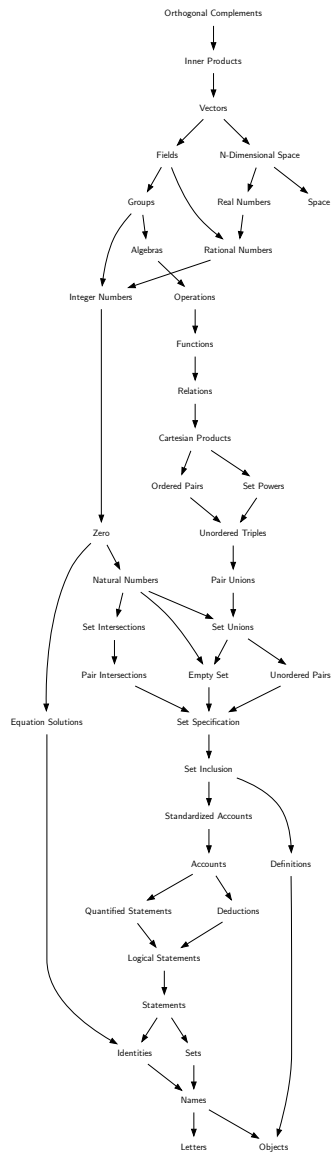 Orthogonal Complements
Inner Products
Vectors
Fields
N-Dimensional Space
Groups
Real Numbers
Space
Algebras
Rational Numbers
Integer Numbers
Operations
Functions
Relations
Cartesian Products
Ordered Pairs
Set Powers
Zero
Unordered Triples
Natural Numbers
Pair Unions
Set Intersections
Set Unions
Pair Intersections
Empty Set
Unordered Pairs
Equation Solutions
Set Specification
Set Inclusion
Standardized Accounts
Accounts
Definitions
Quantified Statements
Deductions
Logical Statements
Statements
Identities
Sets
Names
Letters
Objects